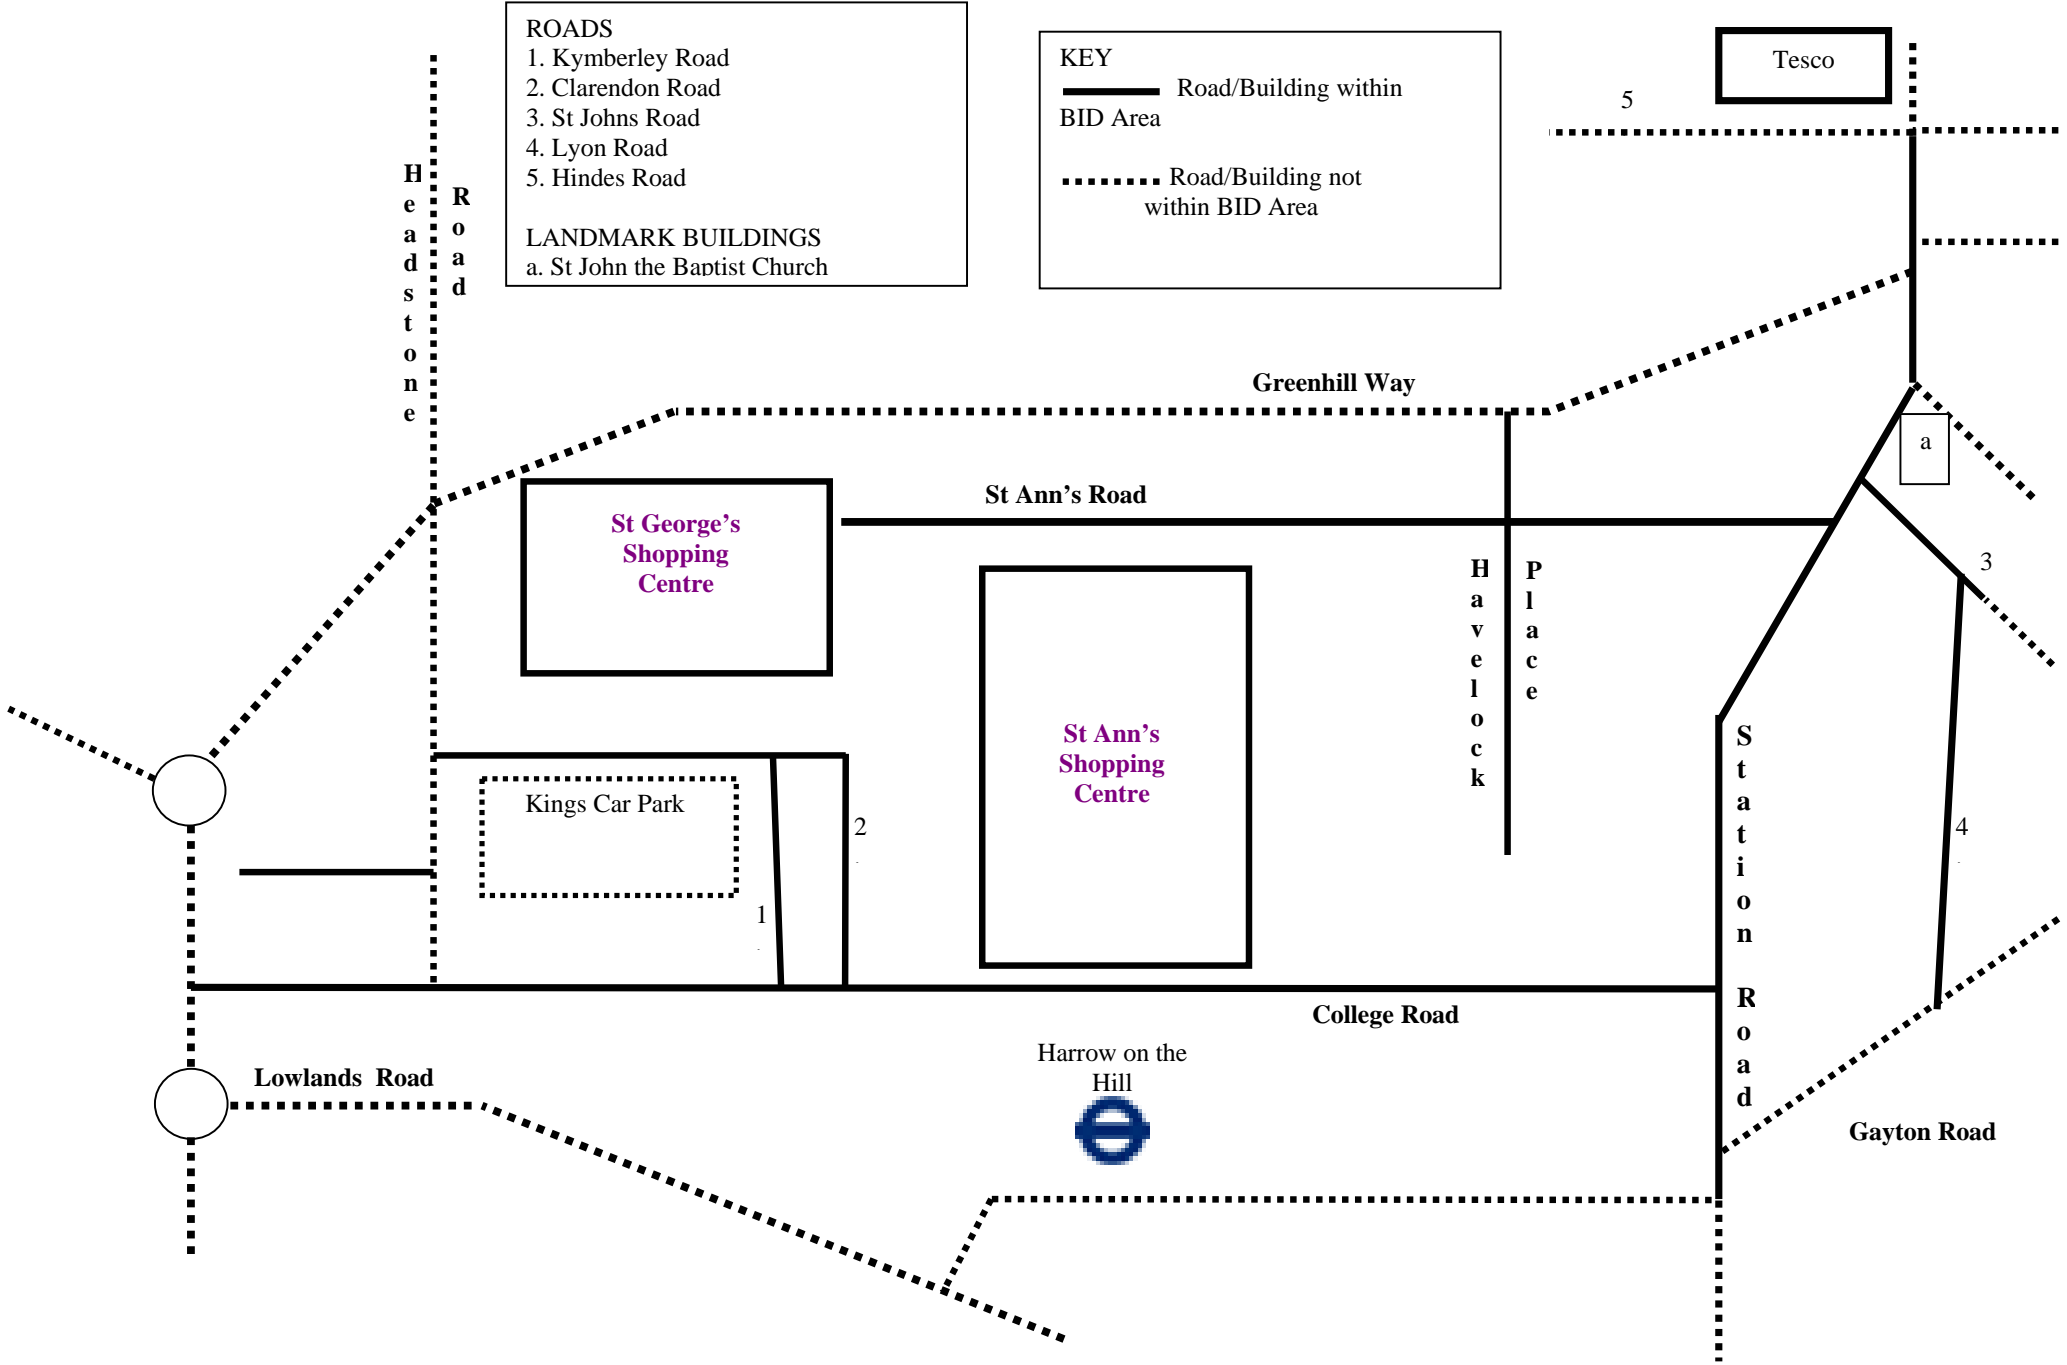 ROADS
1. Kymberley Road
2. Clarendon Road
3. St Johns Road
4. Lyon Road
5. Hindes Road
LANDMARK BUILDINGS
a. St John the Baptist Church
KEY
Road/Building within
BID Area
Road/Building not
within BID Area
Tesco
5
Headstone
Road
Greenhill Way
a
St Ann's Road
St George's
Shopping
Centre
3
Havelock
Place
St Ann's
Shopping
Centre
Station Road
Kings Car Park
2
4
1
College Road
Harrow on the
Hill
Lowlands Road
Gayton Road